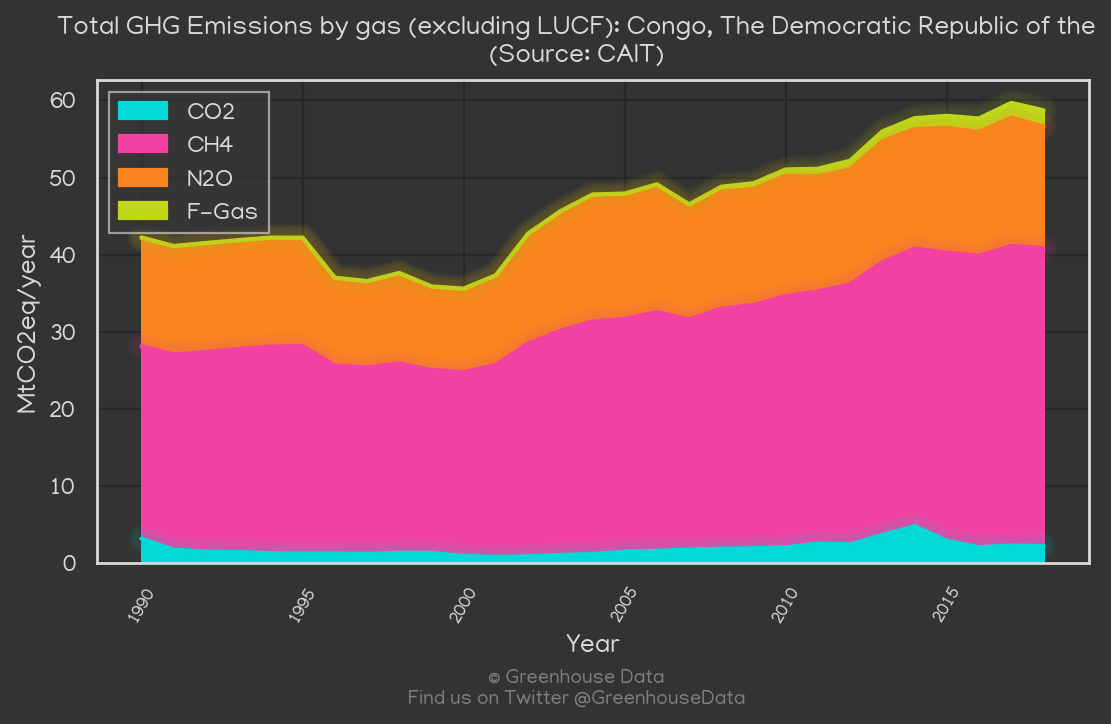 Total GHG Emissions by gas (excluding LUCF): Congo, The Democratic Republic of the
(Source: CAIT)
CO2
CH4
N2O
F-Gas
MtCO2eq/year
60
50
40
30
20
10
0
1990
1995
2000
2005
2010
2015
Year
© Greenhouse Data
Find us on Twitter @GreenhouseData